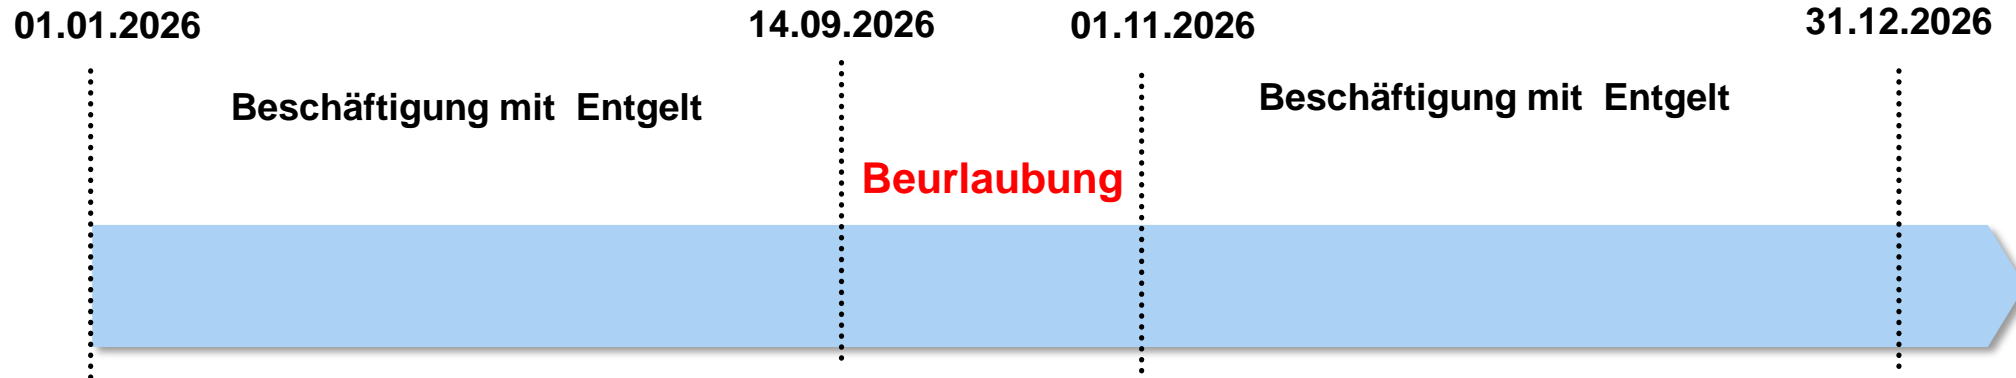 01.01.2026 14.09.2026 01.11.2026 31.12.2026
Beschäftigung mit Entgelt Beschäftigung mit Entgelt
Beurlaubung